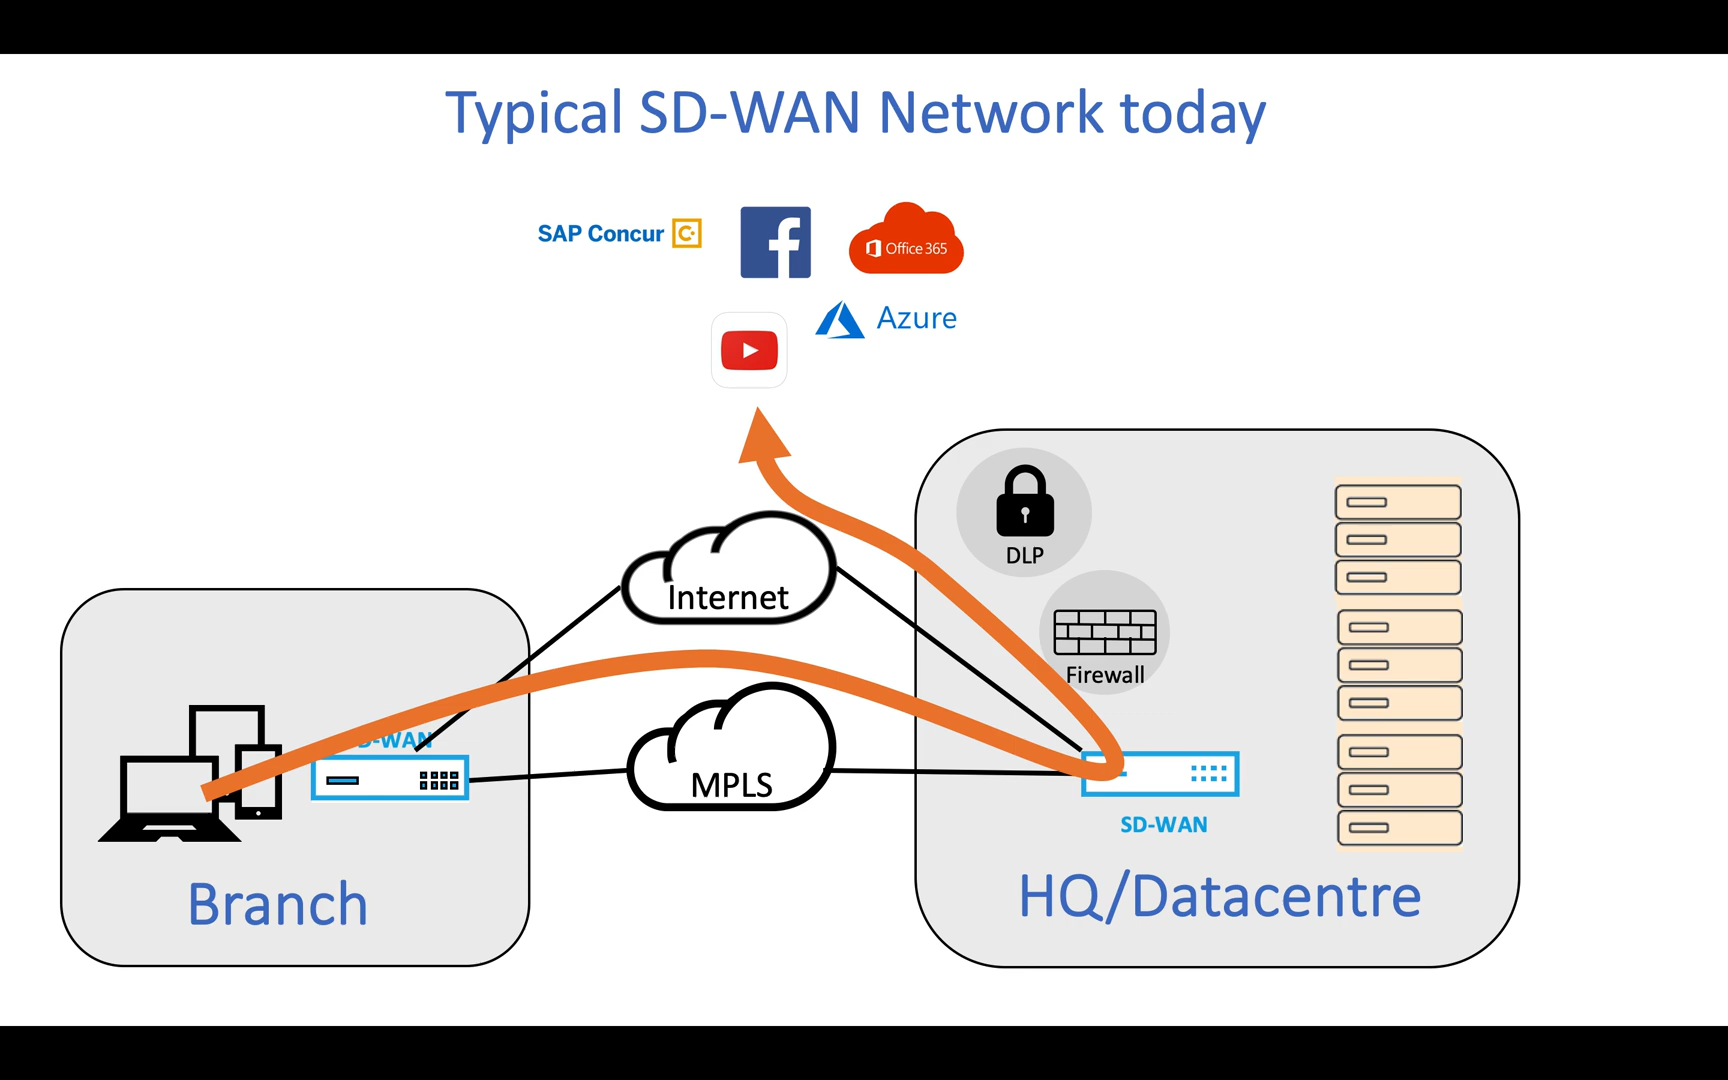 Typical SD-WAN Network today
SAP Concur
Office 365
Azure
DLP
Internet
Firewall
D-WAN
MPLS
SD-WAN
Branch
HQ/Datacentre